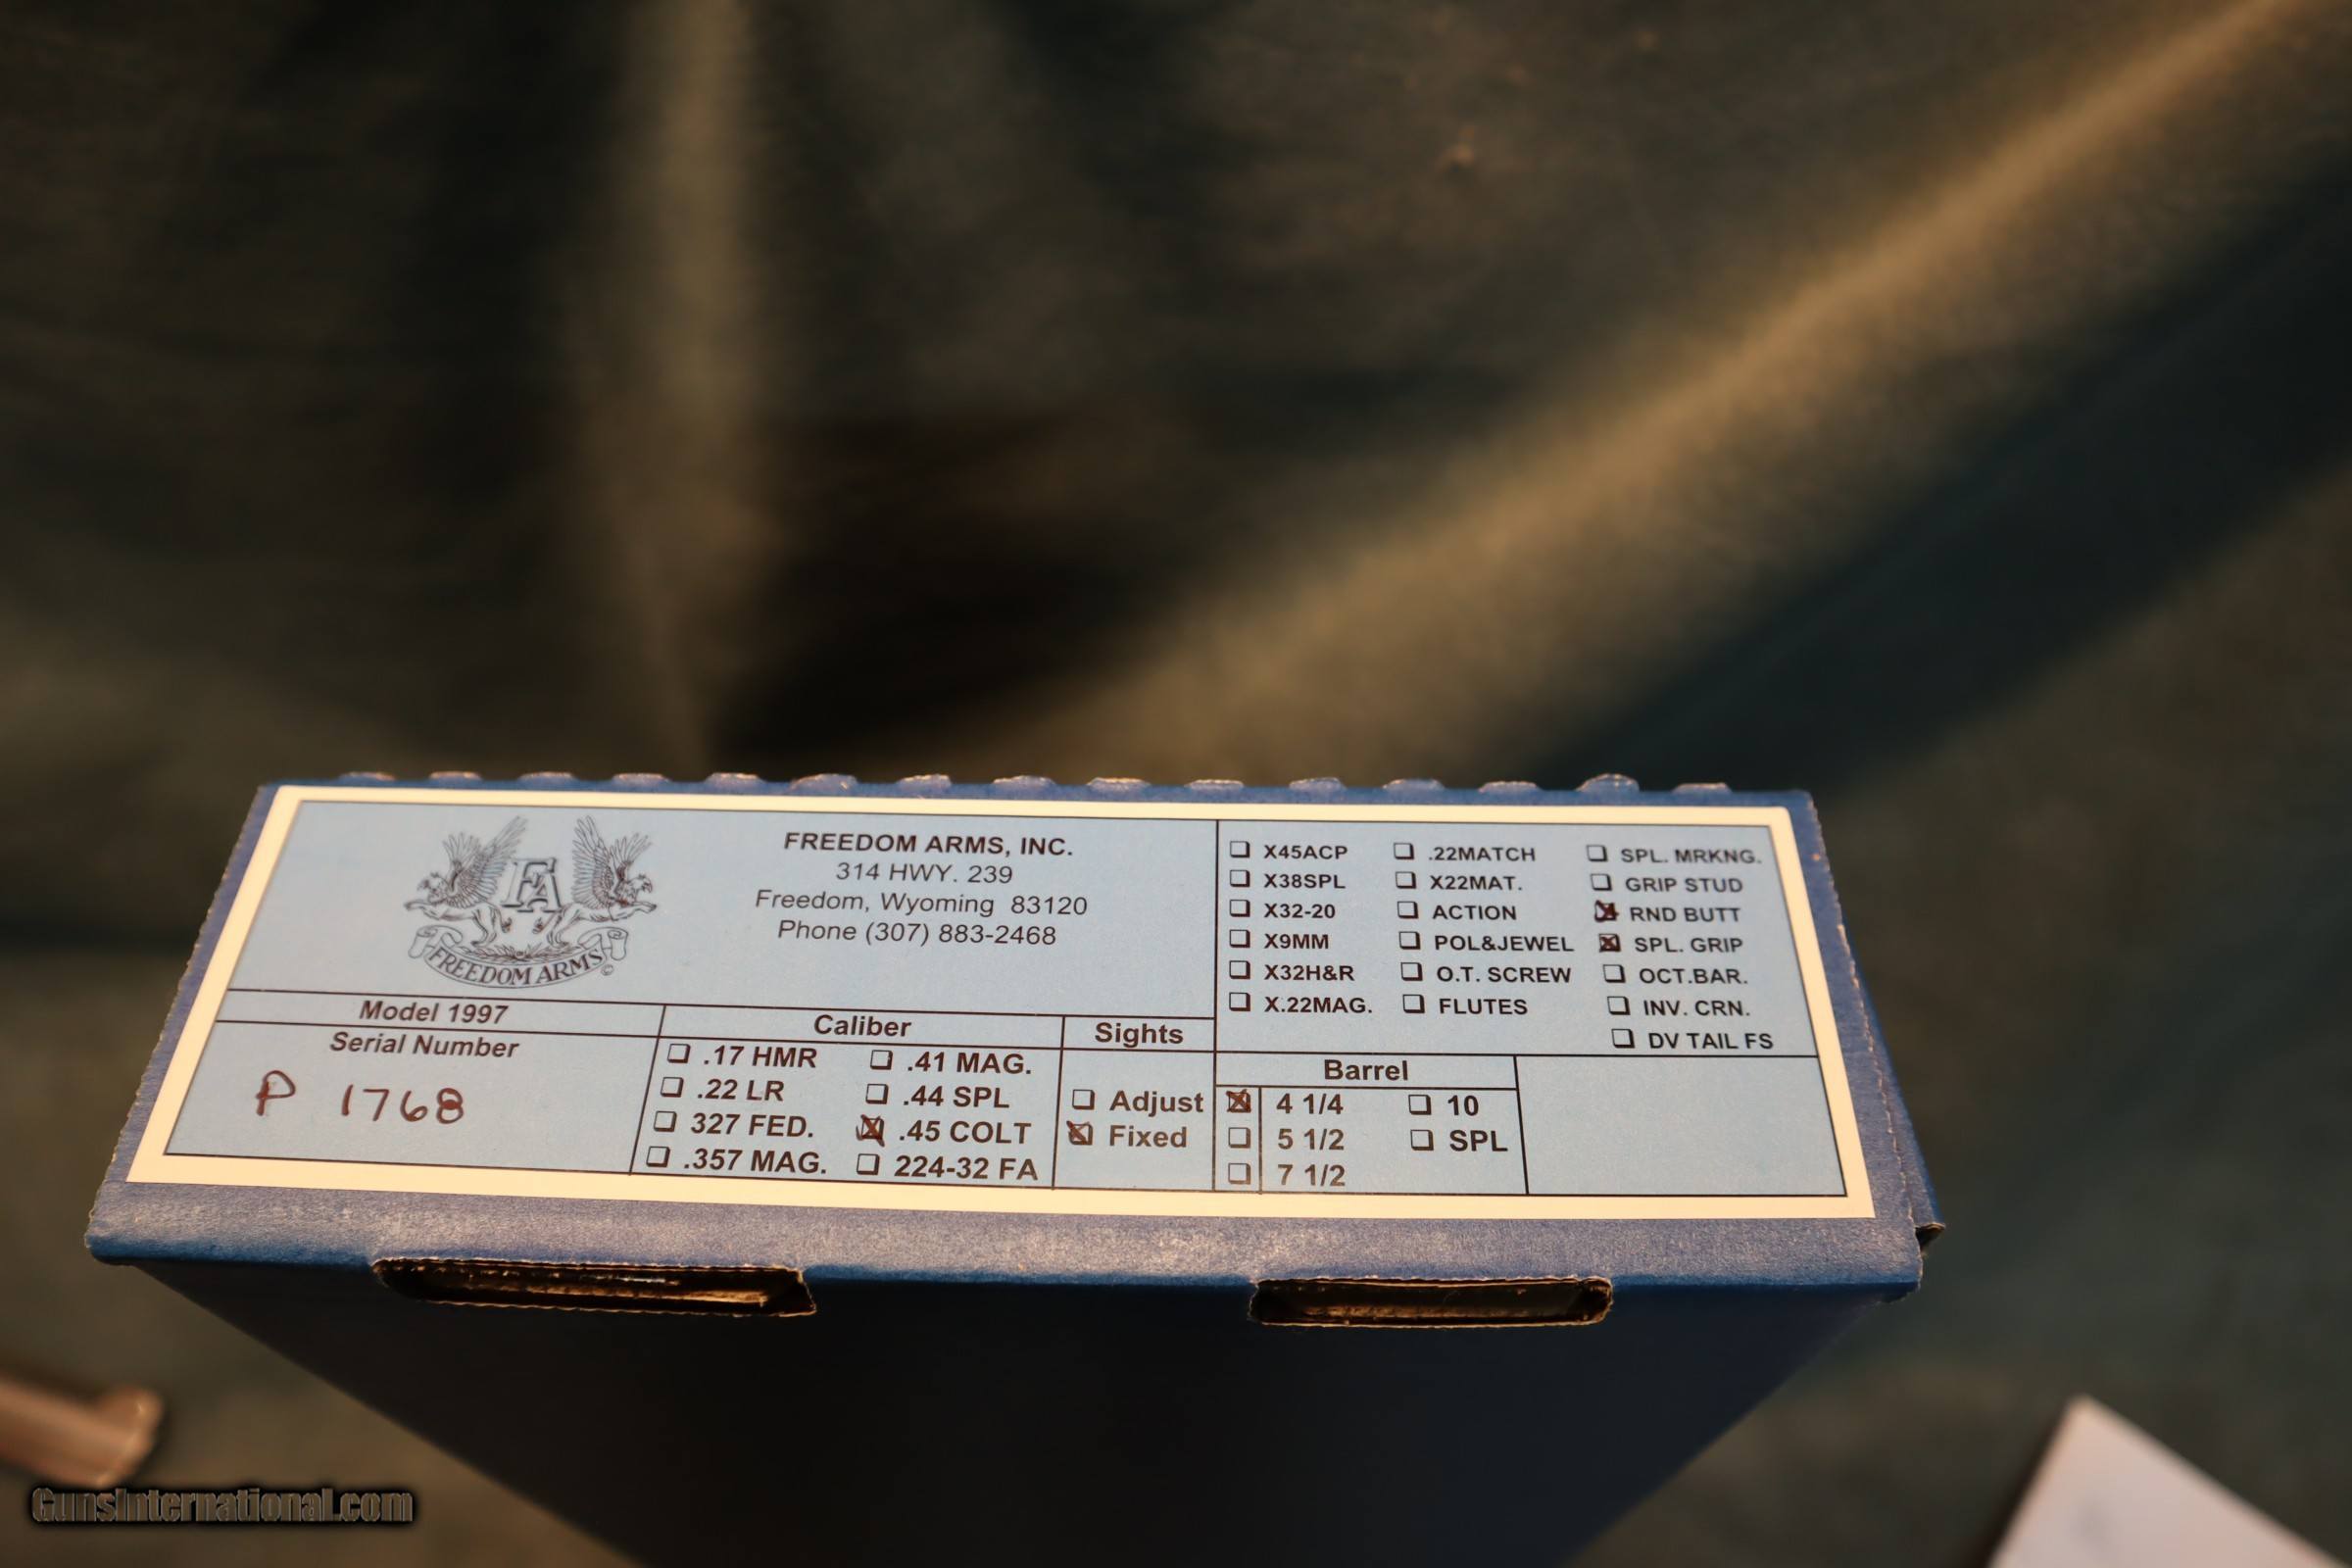 FA
FREEDOM ARMS ©
FREEDOM ARMS, INC.
314 HWY. 239
Freedom, Wyoming 83120
Phone (307) 883-2468
☐ X45ACP ☐ .22MATCH ☐ SPL. MRKNG.
☐ X38SPL ☐ X22MAT. ☐ GRIP STUD
☐ X32-20 ☐ ACTION ☒ RND BUTT
☐ X9MM ☐ POL&JEWEL ☒ SPL. GRIP
☐ X32H&R ☐ O.T. SCREW ☐ OCT.BAR.
☐ X.22MAG. ☐ FLUTES ☐ INV. CRN.
☐ DV TAIL FS
Model 1997
Serial Number
P 1768
Caliber
☐ .17 HMR ☐ .41 MAG.
☐ .22 LR ☐ .44 SPL
☐ 327 FED. ☒ .45 COLT
☐ .357 MAG. ☐ 224-32 FA
Sights
☐ Adjust
☒ Fixed
Barrel
☒ 4 1/4 ☐ 10
☐ 5 1/2 ☐ SPL
☐ 7 1/2
GunsInternational.com